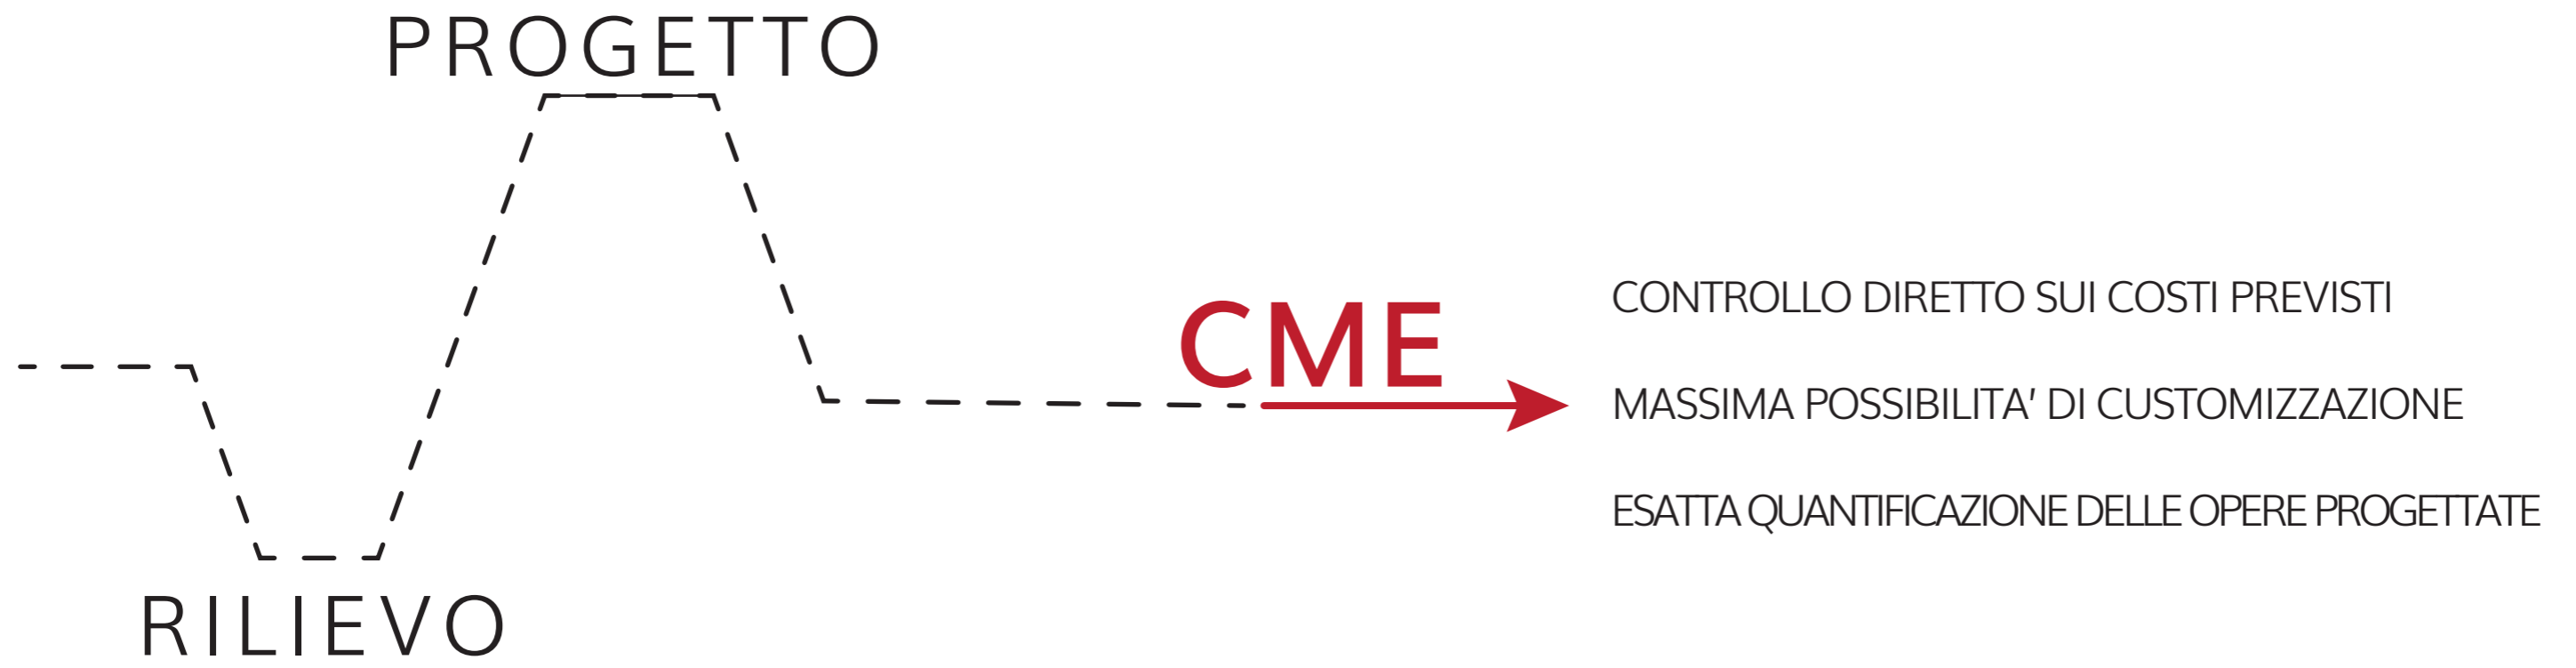 PROGETTO
RILIEVO
CME
CONTROLLO DIRETTO SUI COSTI PREVISTI
MASSIMA POSSIBILITA' DI CUSTOMIZZAZIONE
ESATTA QUANTIFICAZIONE DELLE OPERE PROGETTATE